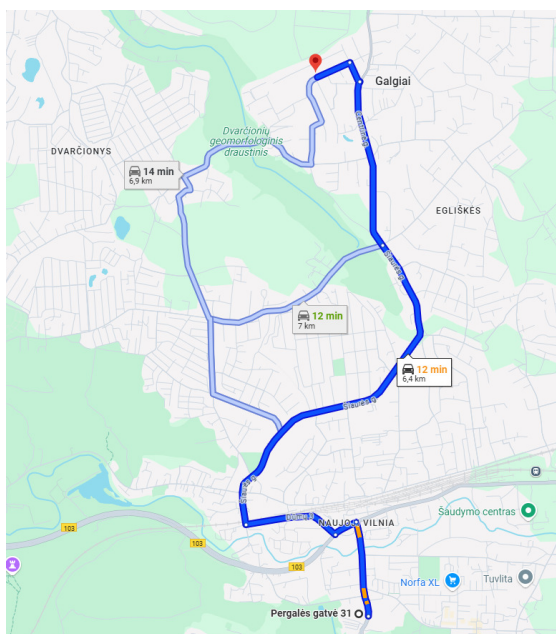 Galgiai
Dvarčionių
geomorfologinis
draustinis
DVARČIONYS
14 min
6,9 km
EGLIŠKĖS
12 min
7 km
12 min
6,4 km
NAUJOJI VILNIA
Šaudymo centras
103
103
103
Norfa XL
Tuvlita
Pergalės gatvė 31